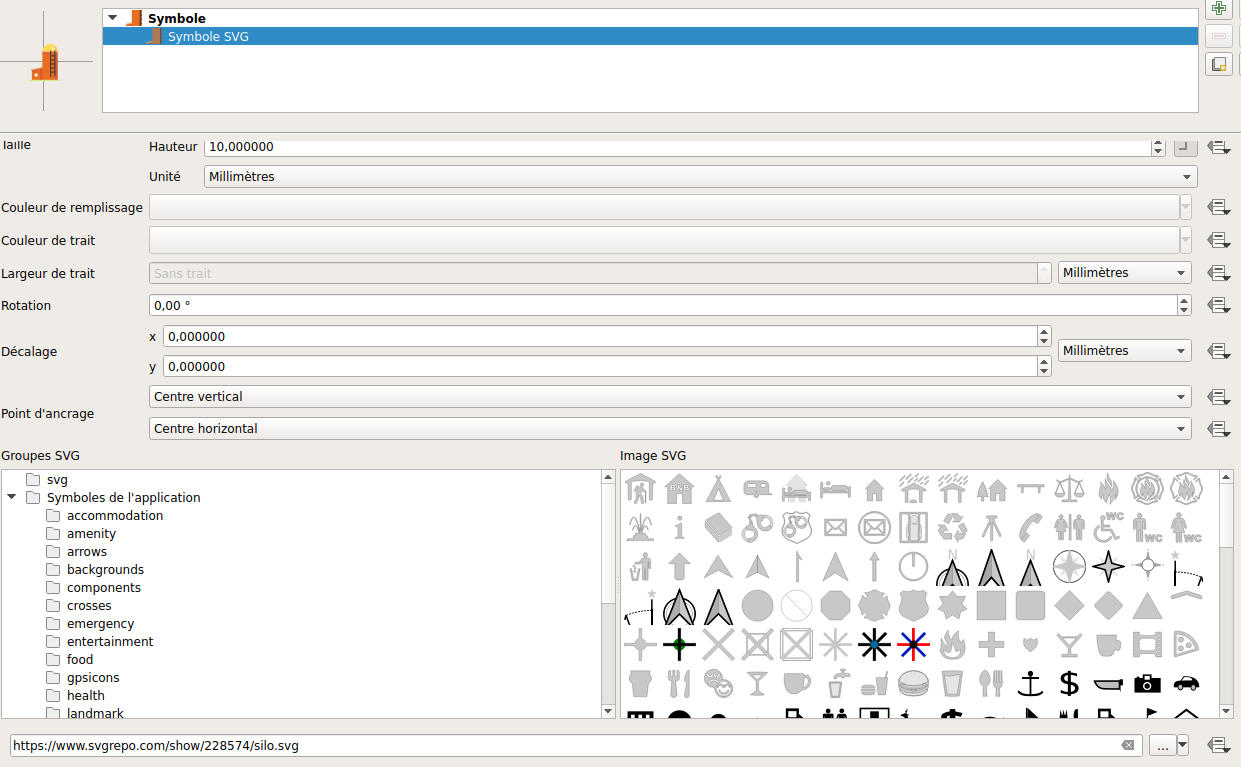 Symbole
Symbole SVG
Taille
Hauteur 10,000000
Unité Millimètres
Couleur de remplissage
Couleur de trait
Largeur de trait Sans trait Millimètres
Rotation 0,00 °
Décalage
x 0,000000
Millimètres
y 0,000000
Point d'ancrage
Centre vertical
Centre horizontal
Groupes SVG
Image SVG
svg
Symboles de l'application
accommodation
amenity
arrows
backgrounds
components
crosses
emergency
entertainment
food
gpsicons
health
landmark
B&B
WC
WC
WC
N
N
https://www.svgrepo.com/show/228574/silo.svg
...